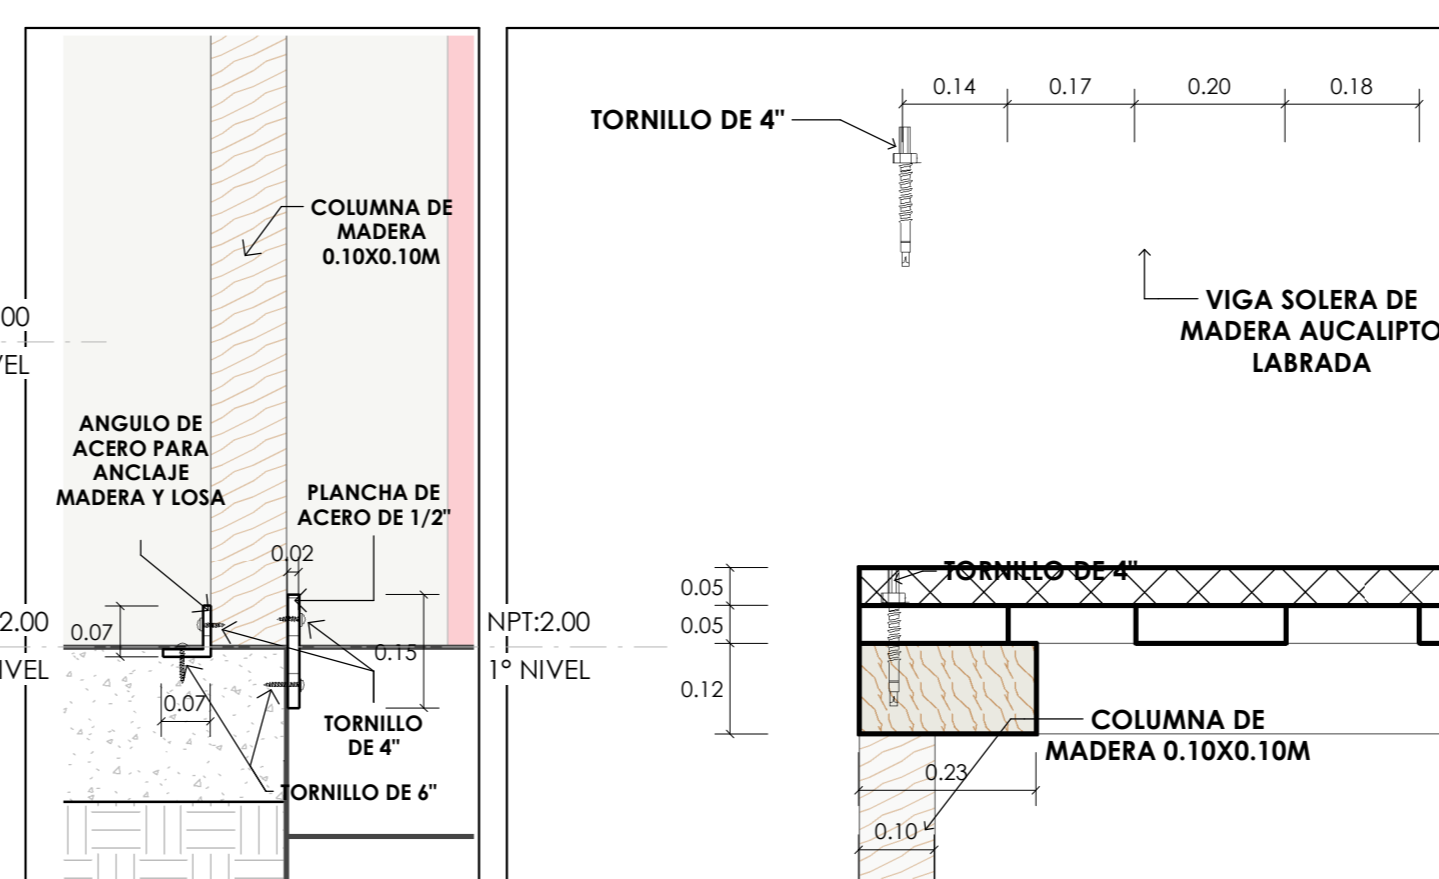 00
VEL
COLUMNA DE
MADERA
0.10X0.10M
ANGULO DE
ACERO PARA
ANCLAJE
MADERA Y LOSA
PLANCHA DE
ACERO DE 1/2"
0.02
0.07
0.15
0.07
2.00
IVEL
TORNILLO
DE 4"
TORNILLO DE 6"
NPT:2.00
1° NIVEL
TORNILLO DE 4"
0.14
0.17
0.20
0.18
VIGA SOLERA DE
MADERA AUCALIPTO
LABRADA
TORNILLO DE 4"
0.05
0.05
0.12
COLUMNA DE
MADERA 0.10X0.10M
0.23
0.10